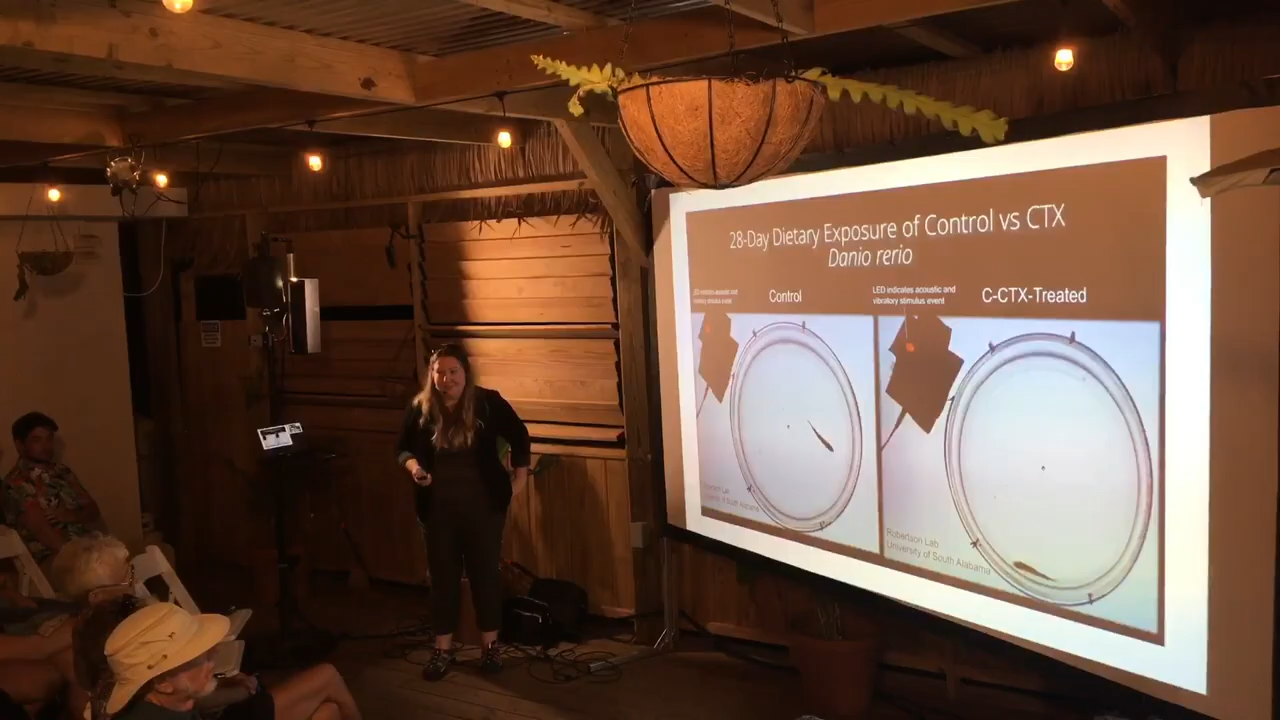 28-Day Dietary Exposure of Control vs CTX
Danio rerio
LED indicates acoustic and
vibratory stimulus event
Control
LED indicates acoustic and
vibratory stimulus event
C-CTX-Treated
Robertson Lab
University of South Alabama
Robertson Lab
University of South Alabama